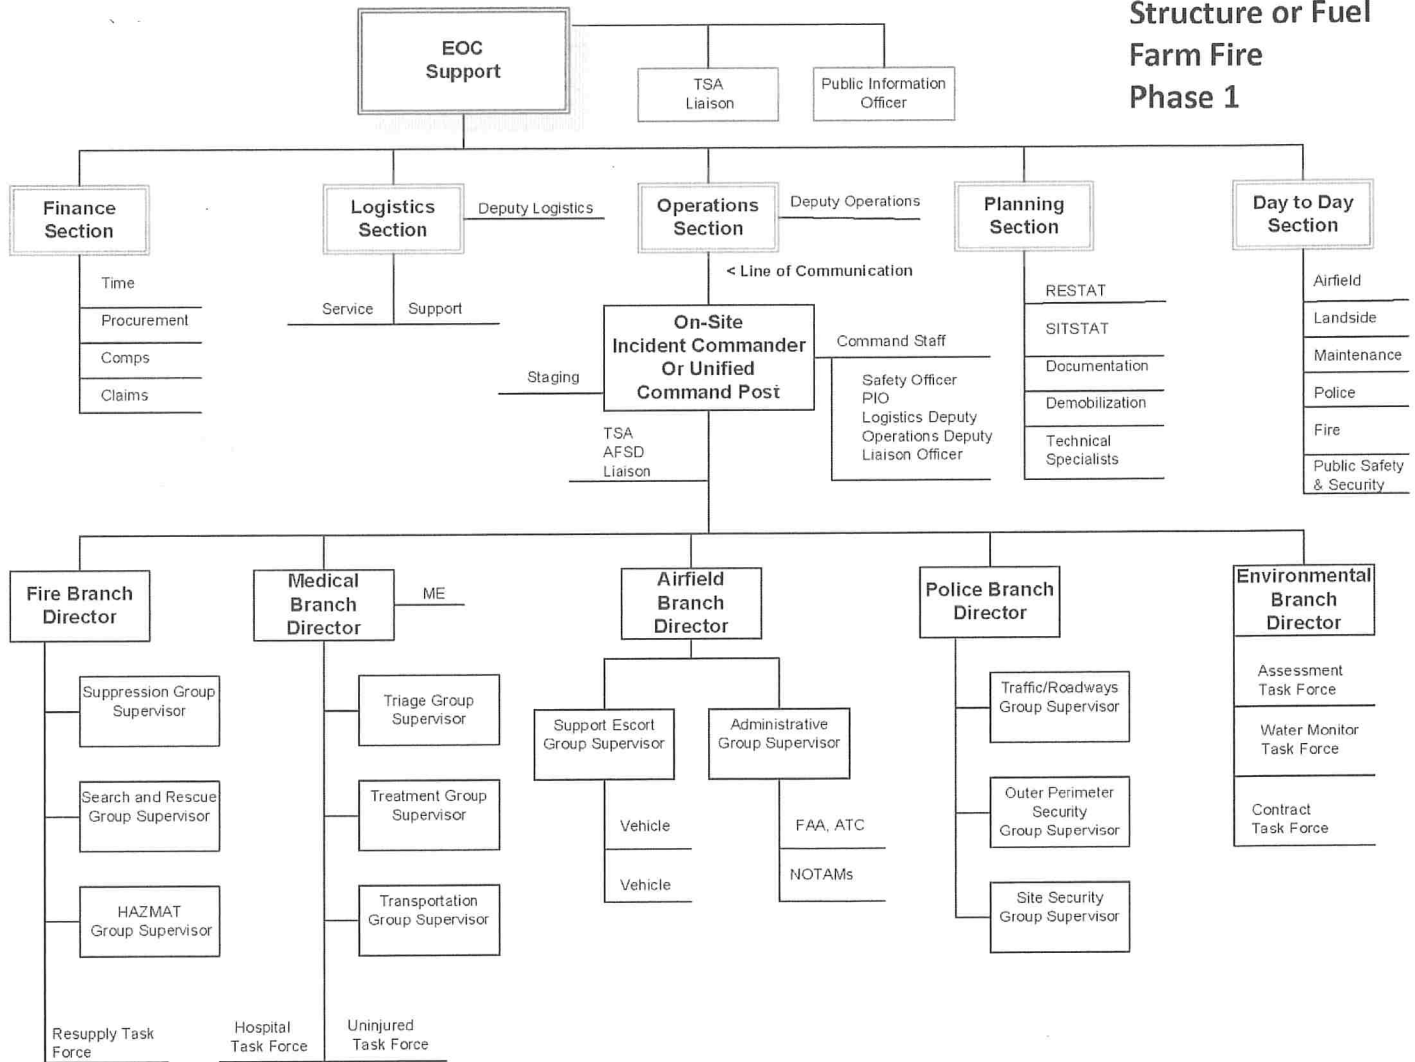 Structure or Fuel
Farm Fire
Phase 1
EOC
Support
TSA
Liaison
Public Information
Officer
Finance
Section
Logistics
Section
Deputy Logistics
Operations
Section
Deputy Operations
Planning
Section
Day to Day
Section
Time
Procurement
Comps
Claims
Service
Support
< Line of Communication
On-Site
Incident Commander
Or Unified
Command Post
Staging
Command Staff
Safety Officer
PIO
Logistics Deputy
Operations Deputy
Liaison Officer
TSA
AFSD
Liaison
RESTAT
SITSTAT
Documentation
Demobilization
Technical
Specialists
Airfield
Landside
Maintenance
Police
Fire
Public Safety
& Security
Fire Branch
Director
Medical
Branch
Director
ME
Airfield
Branch
Director
Police Branch
Director
Environmental
Branch
Director
Suppression Group
Supervisor
Search and Rescue
Group Supervisor
HAZMAT
Group Supervisor
Resupply Task
Force
Triage Group
Supervisor
Treatment Group
Supervisor
Transportation
Group Supervisor
Hospital
Task Force
Uninjured
Task Force
Support Escort
Group Supervisor
Vehicle
Vehicle
Administrative
Group Supervisor
FAA, ATC
NOTAMs
Traffic/Roadways
Group Supervisor
Outer Perimeter
Security
Group Supervisor
Site Security
Group Supervisor
Assessment
Task Force
Water Monitor
Task Force
Contract
Task Force